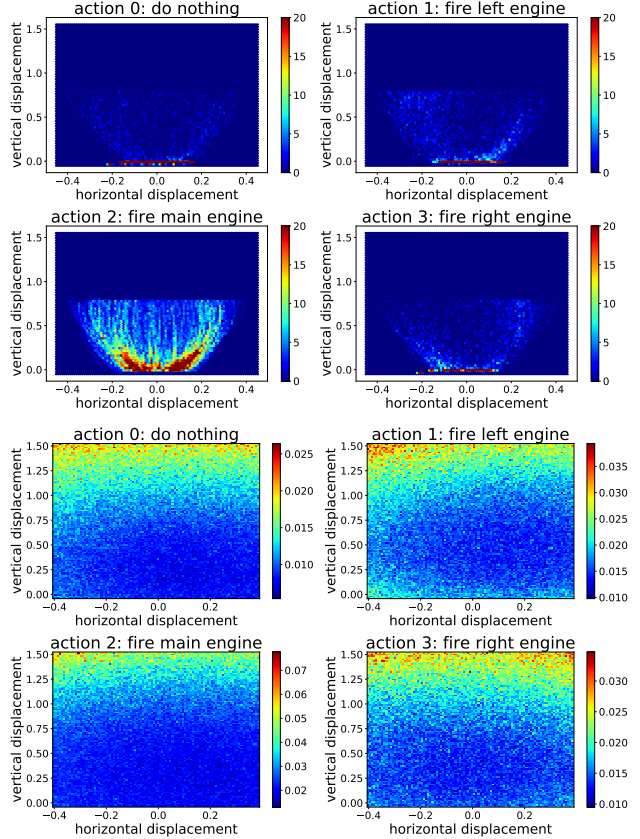 action 0: do nothing
vertical displacement
1.5
1.0
0.5
0.0
−0.4 −0.2 0.0 0.2 0.4
horizontal displacement
20
15
10
5
0
action 1: fire left engine
vertical displacement
1.5
1.0
0.5
0.0
−0.4 −0.2 0.0 0.2 0.4
horizontal displacement
20
15
10
5
0
action 2: fire main engine
vertical displacement
1.5
1.0
0.5
0.0
−0.4 −0.2 0.0 0.2 0.4
horizontal displacement
20
15
10
5
0
action 3: fire right engine
vertical displacement
1.5
1.0
0.5
0.0
−0.4 −0.2 0.0 0.2 0.4
horizontal displacement
20
15
10
5
0
action 0: do nothing
vertical displacement
1.50
1.25
1.00
0.75
0.50
0.25
0.00
−0.4 −0.2 0.0 0.2
horizontal displacement
0.025
0.020
0.015
0.010
action 1: fire left engine
vertical displacement
1.50
1.25
1.00
0.75
0.50
0.25
0.00
−0.4 −0.2 0.0 0.2
horizontal displacement
0.035
0.030
0.025
0.020
0.015
0.010
action 2: fire main engine
vertical displacement
1.50
1.25
1.00
0.75
0.50
0.25
0.00
−0.4 −0.2 0.0 0.2
horizontal displacement
0.07
0.06
0.05
0.04
0.03
0.02
action 3: fire right engine
vertical displacement
1.50
1.25
1.00
0.75
0.50
0.25
0.00
−0.4 −0.2 0.0 0.2
horizontal displacement
0.030
0.025
0.020
0.015
0.010